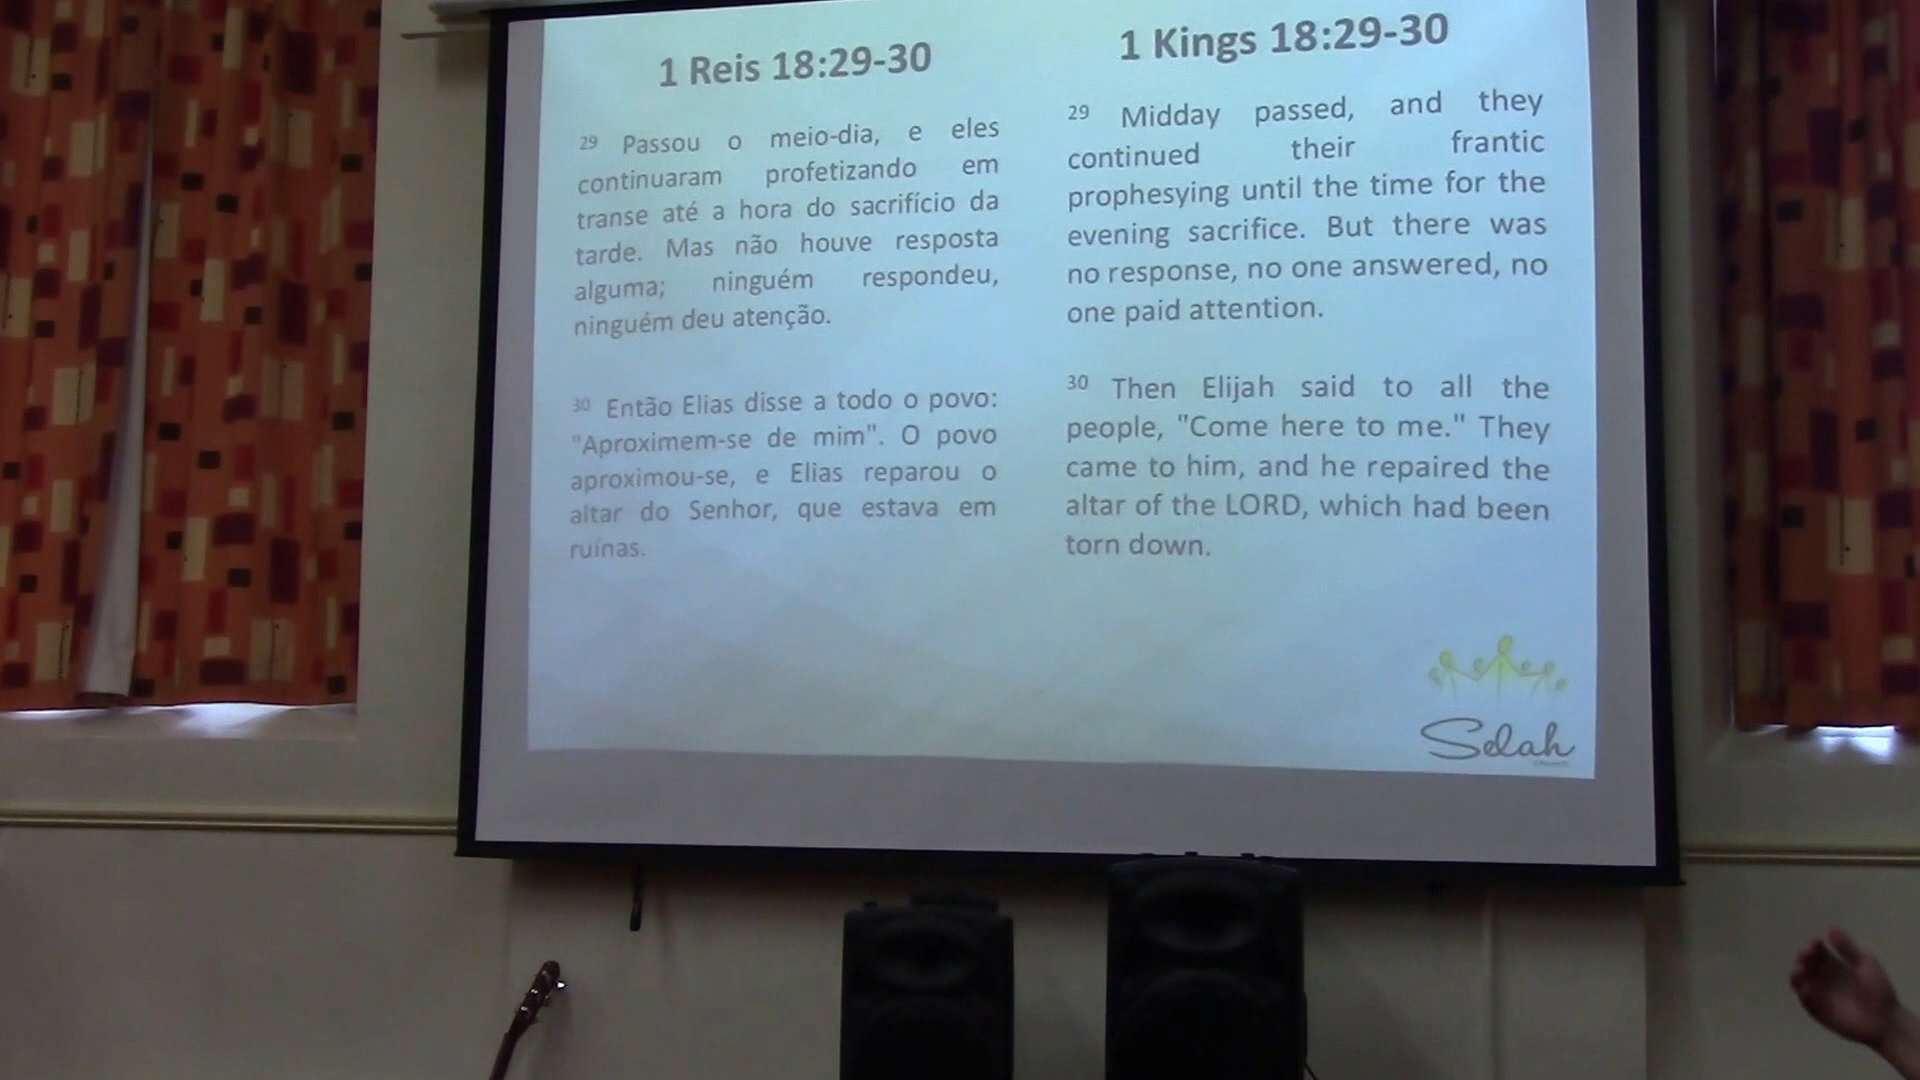 1 Reis 18:29-30
29 Passou o meio-dia, e eles
continuaram profetizando em
transe até a hora do sacrifício da
tarde. Mas não houve resposta
alguma; ninguém respondeu,
ninguém deu atenção.
30 Então Elias disse a todo o povo:
"Aproximem-se de mim". O povo
aproximou-se, e Elias reparou o
altar do Senhor, que estava em
ruínas.
1 Kings 18:29-30
29 Midday passed, and they
continued their frantic
prophesying until the time for the
evening sacrifice. But there was
no response, no one answered, no
one paid attention.
30 Then Elijah said to all the
people, "Come here to me." They
came to him, and he repaired the
altar of the LORD, which had been
torn down.
Selah